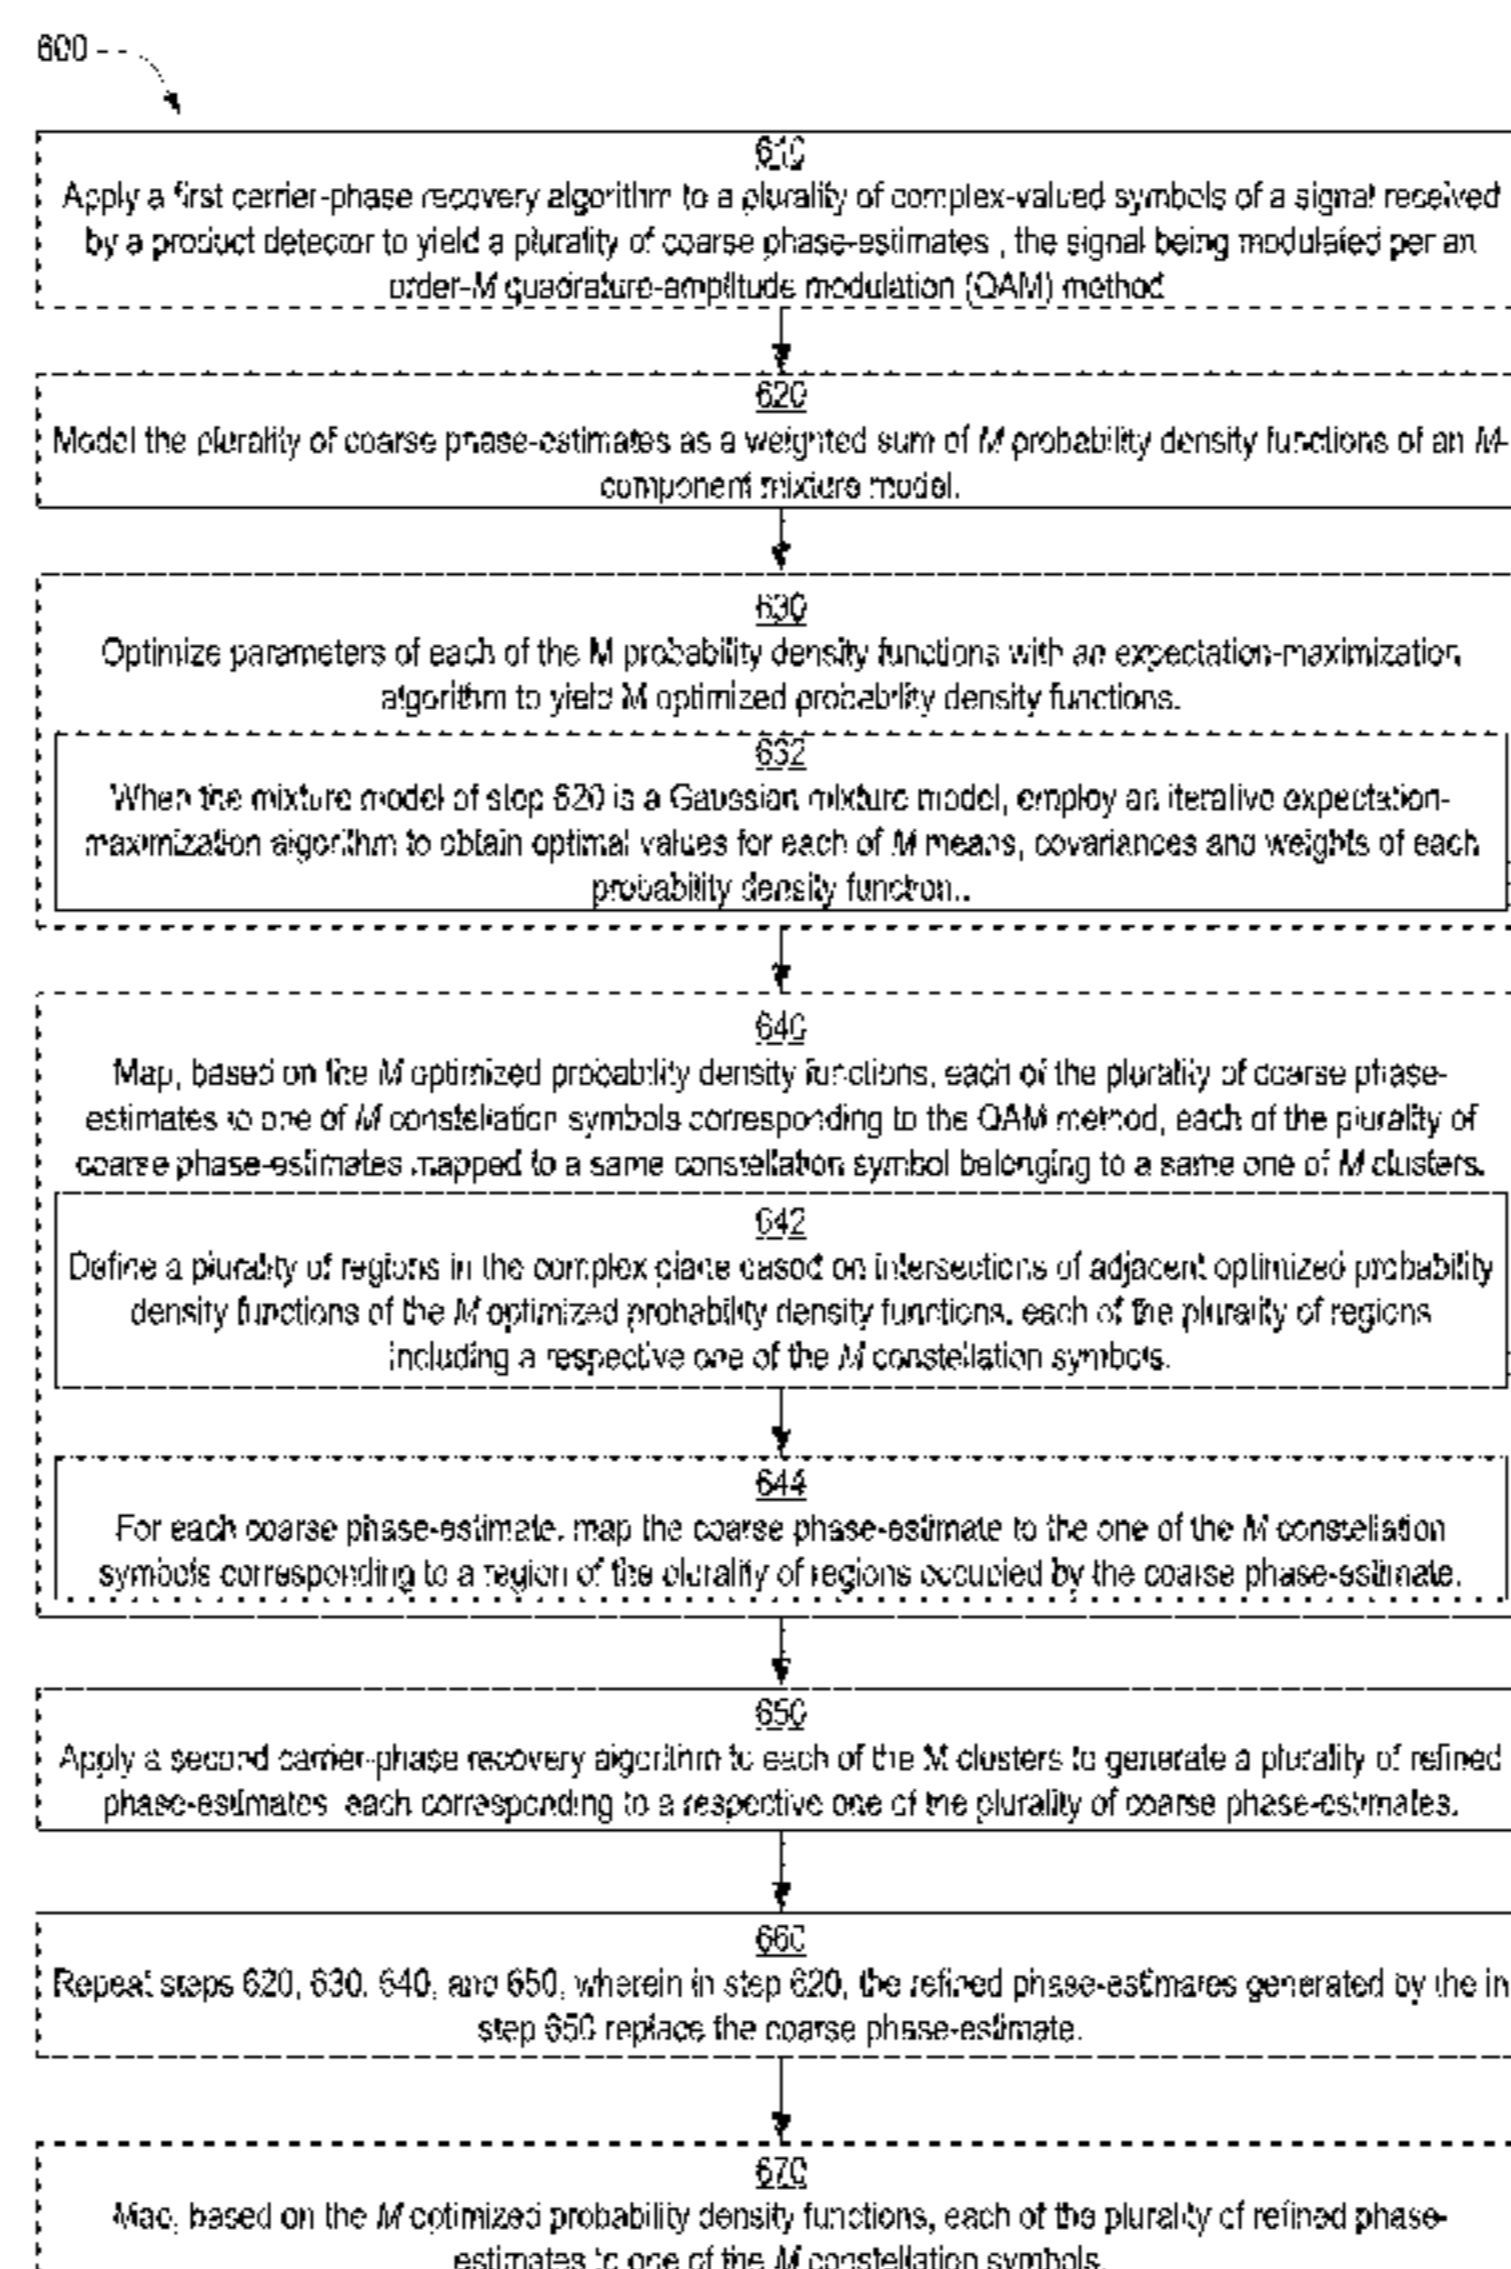 600
610
Apply a first carrier-phase recovery algorithm to a plurality of complex-valued symbols of a signal received
by a product detector to yield a plurality of coarse phase-estimates , the signal being modulated per an
order-M quadrature-amplitude modulation (QAM) method
620
Model the plurality of coarse phase-estimates as a weighted sum of M probability density functions of an M-
component mixture model.
630
Optimize parameters of each of the M probability density functions with an expectation-maximization
algorithm to yield M optimized probability density functions.
632
When the mixture model of step 620 is a Gaussian mixture model, employ an iterative expectation-
maximization algorithm to obtain optimal values for each of M means, covariances and weights of each
probability density function..
640
Map, based on the M optimized probability density functions, each of the plurality of coarse phase-
estimates to one of M constellation symbols corresponding to the QAM method, each of the plurality of
coarse phase-estimates mapped to a same constellation symbol belonging to a same one of M clusters.
642
Define a plurality of regions in the complex plane based on intersections of adjacent optimized probability
density functions of the M optimized probability density functions, each of the plurality of regions
including a respective one of the M constellation symbols.
644
For each coarse phase-estimate, map the coarse phase-estimate to the one of the M constellation
symbols corresponding to a region of the plurality of regions occupied by the coarse phase-estimate.
650
Apply a second carrier-phase recovery algorithm to each of the M clusters to generate a plurality of refined
phase-estimates each corresponding to a respective one of the plurality of coarse phase-estimates.
660
Repeat steps 620, 630, 640, and 650, wherein in step 620, the refined phase-estimates generated by the in
step 650 replace the coarse phase-estimate.
670
Map, based on the M optimized probability density functions, each of the plurality of refined phase-
estimates to one of the M constellation symbols.